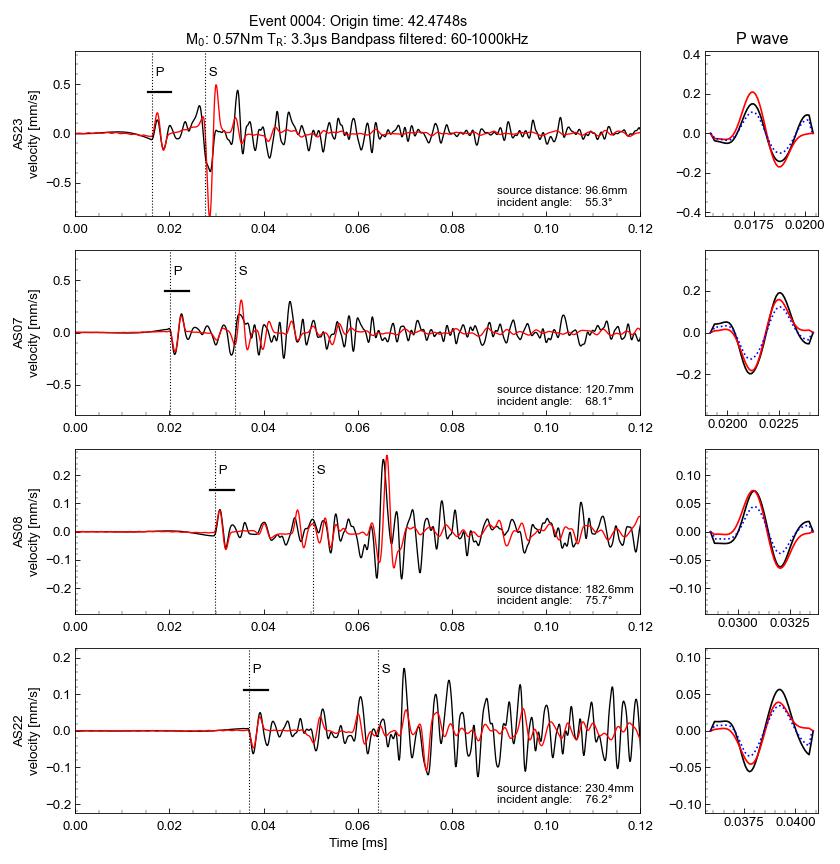 Event 0004: Origin time: 42.4748s
M0: 0.57Nm TR: 3.3μs Bandpass filtered: 60-1000kHz
P wave
AS23
velocity [mm/s]
0.5
0.0
−0.5
P
S
source distance: 96.6mm
incident angle: 55.3°
0.00 0.02 0.04 0.06 0.08 0.10 0.12
0.4
0.2
0.0
−0.2
−0.4
0.0175 0.0200
AS07
velocity [mm/s]
0.5
0.0
−0.5
P
S
source distance: 120.7mm
incident angle: 68.1°
0.00 0.02 0.04 0.06 0.08 0.10 0.12
0.2
0.0
−0.2
0.0200 0.0225
AS08
velocity [mm/s]
0.2
0.1
0.0
−0.1
−0.2
P
S
source distance: 182.6mm
incident angle: 75.7°
0.00 0.02 0.04 0.06 0.08 0.10 0.12
0.10
0.05
0.00
−0.05
−0.10
0.0300 0.0325
AS22
velocity [mm/s]
0.2
0.1
0.0
−0.1
−0.2
P
S
source distance: 230.4mm
incident angle: 76.2°
0.00 0.02 0.04 0.06 0.08 0.10 0.12
Time [ms]
0.10
0.05
0.00
−0.05
−0.10
0.0375 0.0400